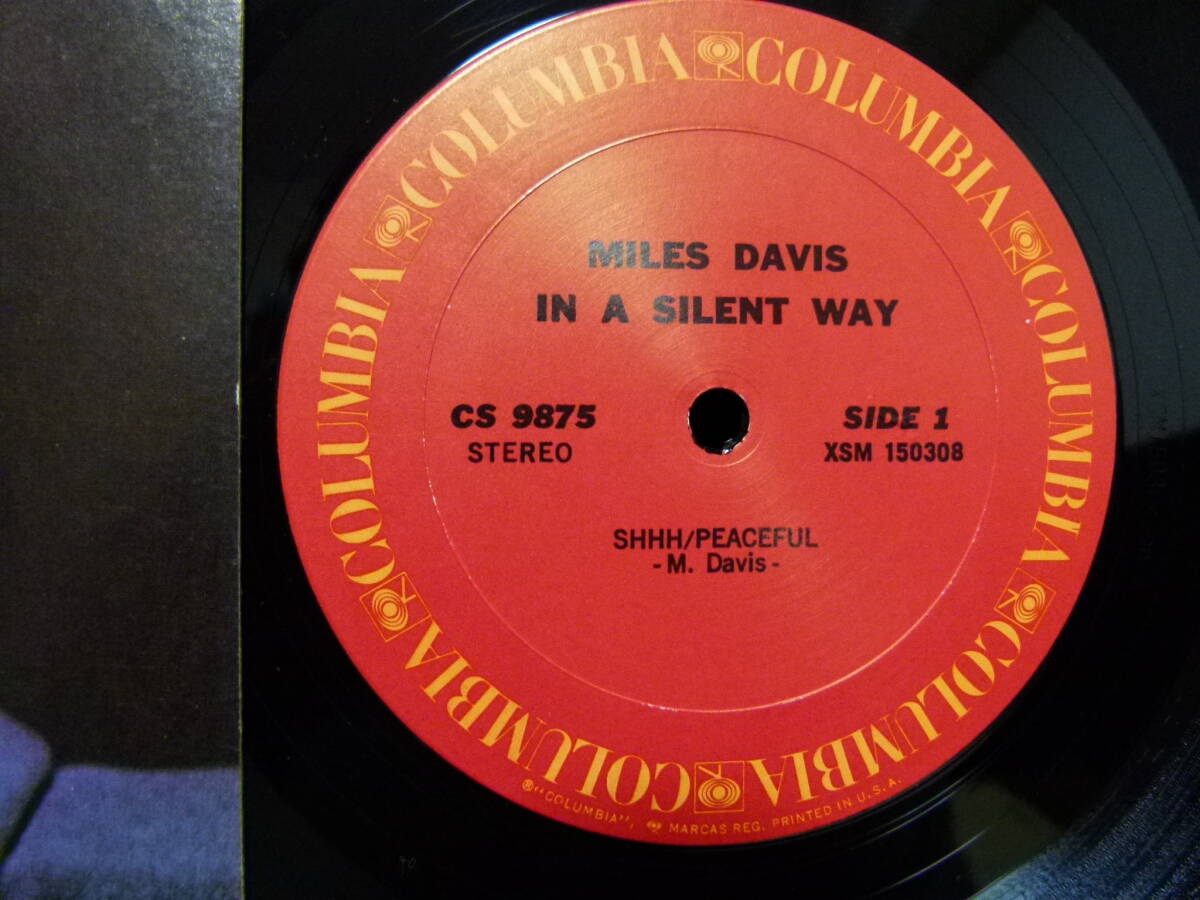 COLUMBIA COLUMBIA COLUMBIA COLUMBIA COLUMBIA COLUMBIA
MILES DAVIS
IN A SILENT WAY
CS 9875
STEREO
SIDE 1
XSM 150308
SHHH/PEACEFUL
- M. Davis -
®"COLUMBIA", MARCAS REG. PRINTED IN U.S.A.